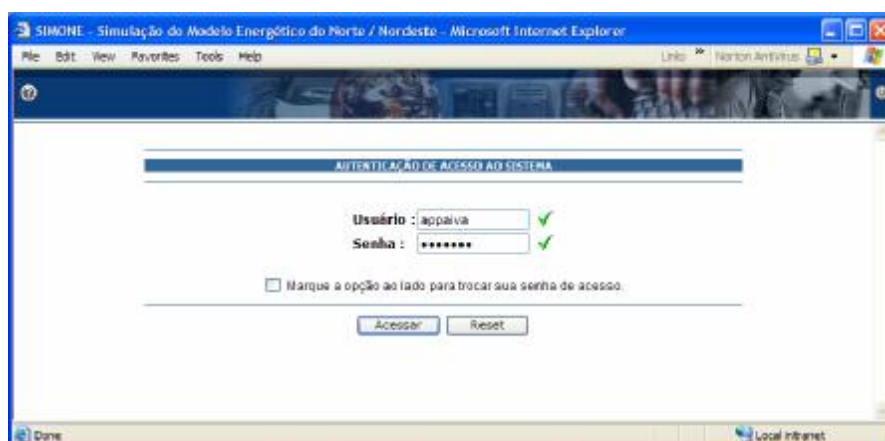 SIMONE - Simulação do Modelo Energético do Norte / Nordeste - Microsoft Internet Explorer
File Edit View Favorites Tools Help Links » Norton AntiVirus
AUTENTICAÇÃO DE ACESSO AO SISTEMA
Usuário : appaiva
Senha : •••••••
Marque a opção ao lado para trocar sua senha de acesso.
Acessar Reset
Done Local intranet